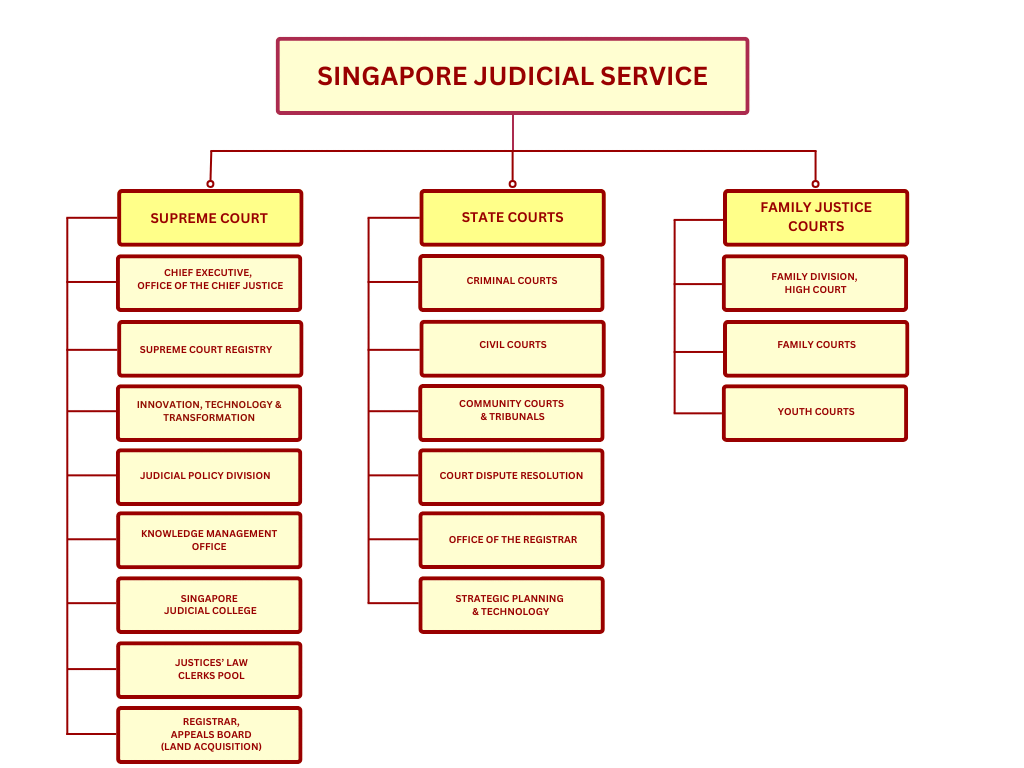 SINGAPORE JUDICIAL SERVICE
SUPREME COURT
CHIEF EXECUTIVE,
OFFICE OF THE CHIEF JUSTICE
SUPREME COURT REGISTRY
INNOVATION, TECHNOLOGY &
TRANSFORMATION
JUDICIAL POLICY DIVISION
KNOWLEDGE MANAGEMENT
OFFICE
SINGAPORE
JUDICIAL COLLEGE
JUSTICES’ LAW
CLERKS POOL
REGISTRAR,
APPEALS BOARD
(LAND ACQUISITION)
STATE COURTS
CRIMINAL COURTS
CIVIL COURTS
COMMUNITY COURTS
& TRIBUNALS
COURT DISPUTE RESOLUTION
OFFICE OF THE REGISTRAR
STRATEGIC PLANNING
& TECHNOLOGY
FAMILY JUSTICE
COURTS
FAMILY DIVISION,
HIGH COURT
FAMILY COURTS
YOUTH COURTS